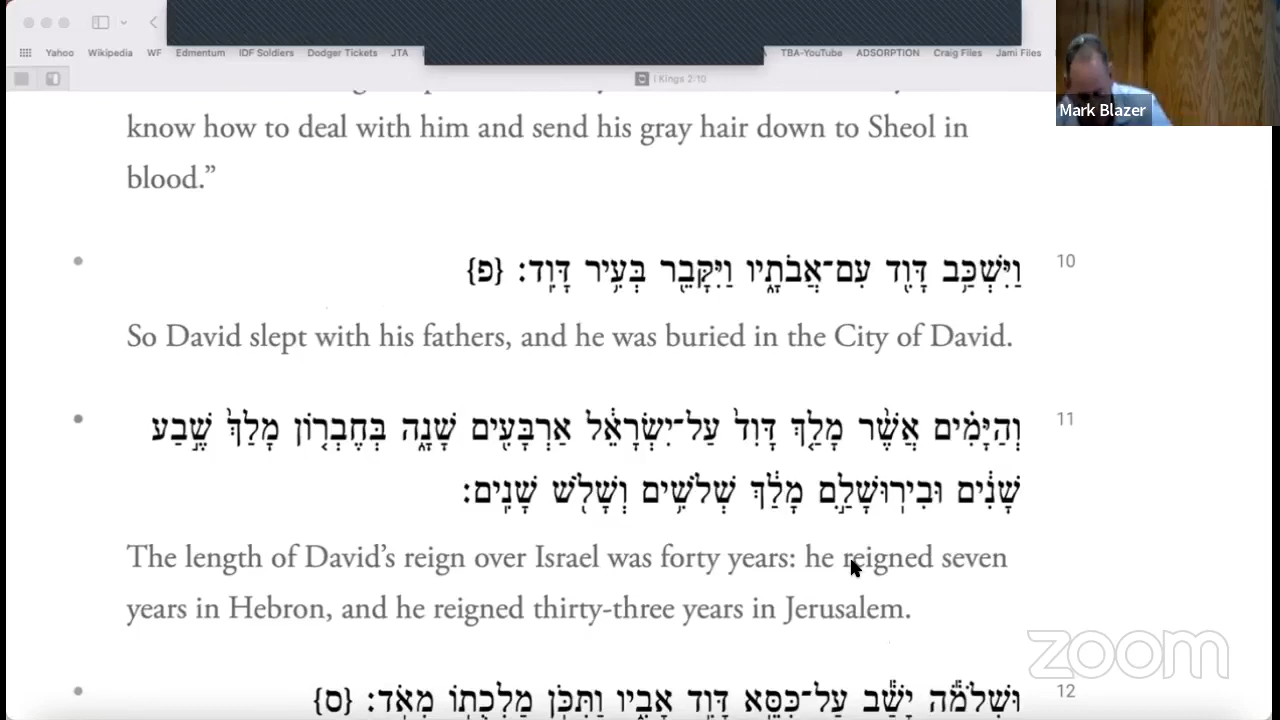 Yahoo Wikipedia WF Edmentum IDF Soldiers Dodger Tickets JTA TBA-YouTube ADSORPTION Craig Files Jami Files
I Kings 2:10
Mark Blazer
know how to deal with him and send his gray hair down to Sheol in
blood.”
10 וַיִּשְׁכַּ֥ב דָּוִ֖ד עִם־אֲבֹתָ֑יו וַיִּקָּבֵ֖ר בְּעִ֥יר דָּוִֽד׃ {פ}
So David slept with his fathers, and he was buried in the City of David.
11 וְהַיָּמִ֗ים אֲשֶׁ֨ר מָלַ֤ךְ דָּוִד֙ עַל־יִשְׂרָאֵ֔ל אַרְבָּעִ֖ים שָׁנָ֑ה בְּחֶבְר֤וֹן מָלַךְ֙ שֶׁ֣בַע
שָׁנִ֔ים וּבִירֽוּשָׁלַ֣͏ִם מָלַ֔ךְ שְׁלֹשִׁ֥ים וְשָׁלֹ֖שׁ שָׁנִֽים׃
The length of David’s reign over Israel was forty years: he reigned seven
years in Hebron, and he reigned thirty-three years in Jerusalem.
zoom
12 וּשְׁלֹמֹ֕ה יָשַׁ֕ב עַל־כִּסֵּ֖א דָּוִ֣ד אָבִ֑יו וַתִּכֹּ֥ן מַלְכֻת֖וֹ מְאֹֽד׃ {ס}